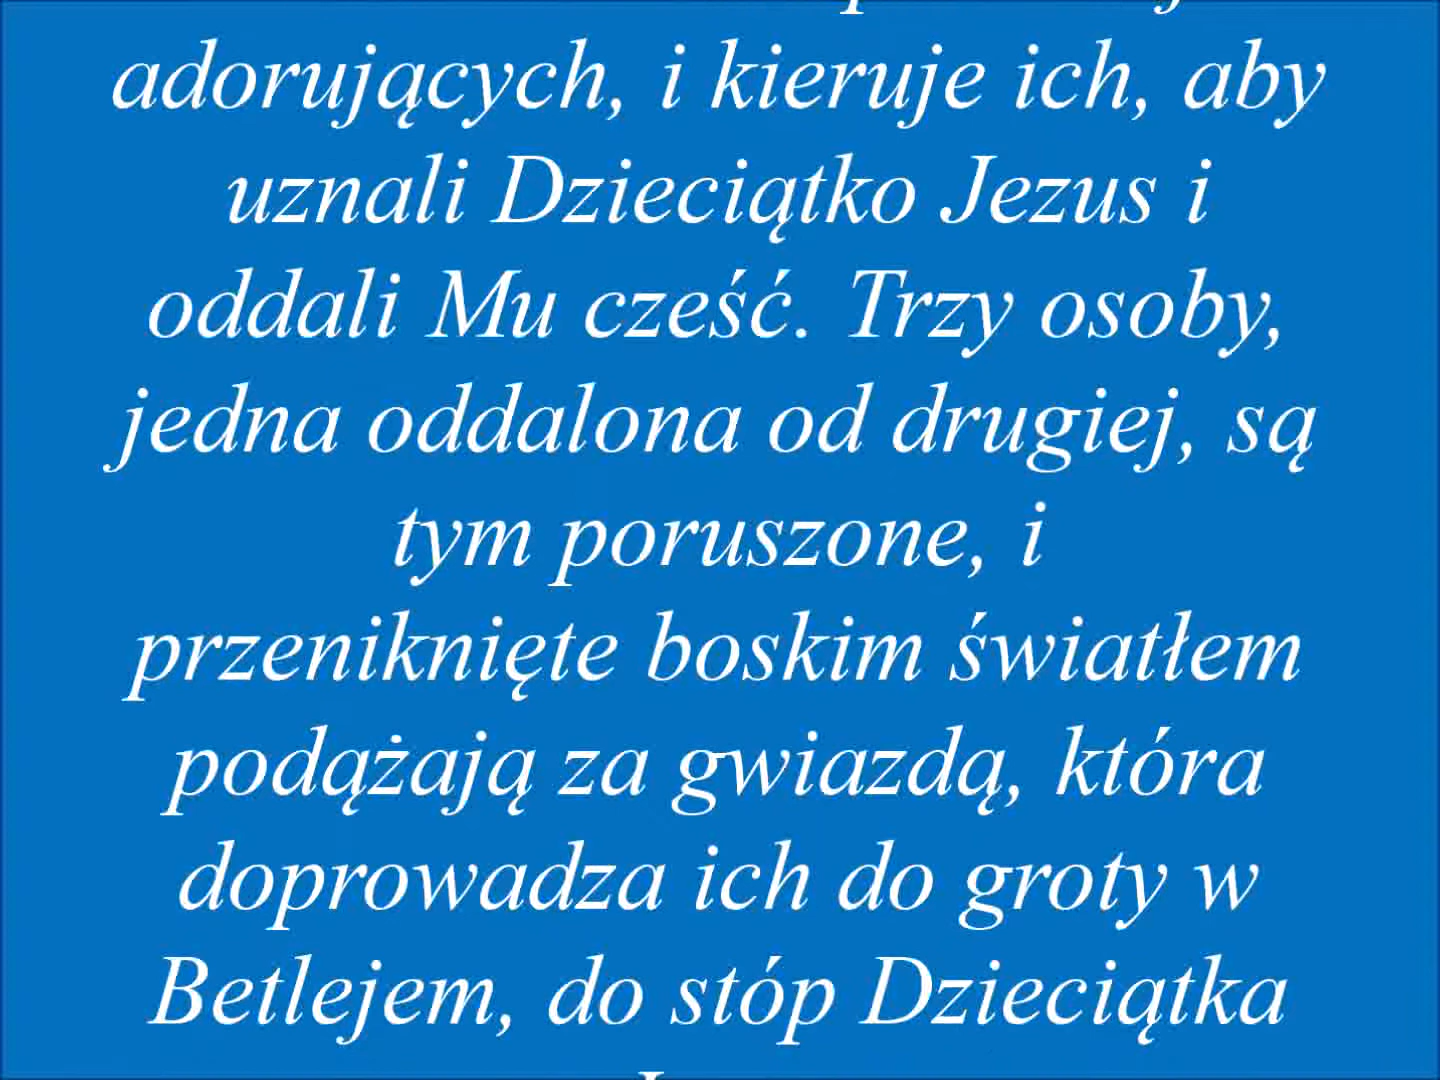 adorujących, i kieruje ich, aby
uznali Dzieciątko Jezus i
oddali Mu cześć. Trzy osoby,
jedna oddalona od drugiej, są
tym poruszone, i
przeniknięte boskim światłem
podążają za gwiazdą, która
doprowadza ich do groty w
Betlejem, do stóp Dzieciątka